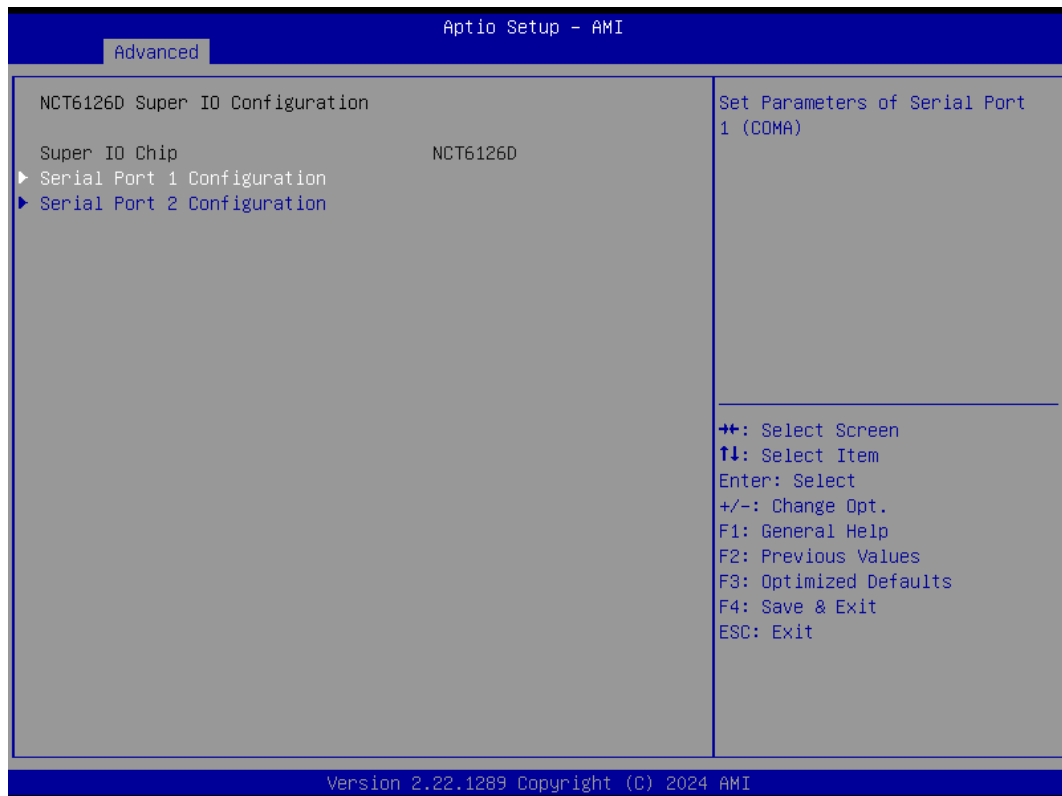 Aptio Setup – AMI
Advanced
NCT6126D Super IO Configuration
Super IO Chip NCT6126D
▶ Serial Port 1 Configuration
▶ Serial Port 2 Configuration
Set Parameters of Serial Port
1 (COMA)
→←: Select Screen
↑↓: Select Item
Enter: Select
+/-: Change Opt.
F1: General Help
F2: Previous Values
F3: Optimized Defaults
F4: Save & Exit
ESC: Exit
Version 2.22.1289 Copyright (C) 2024 AMI